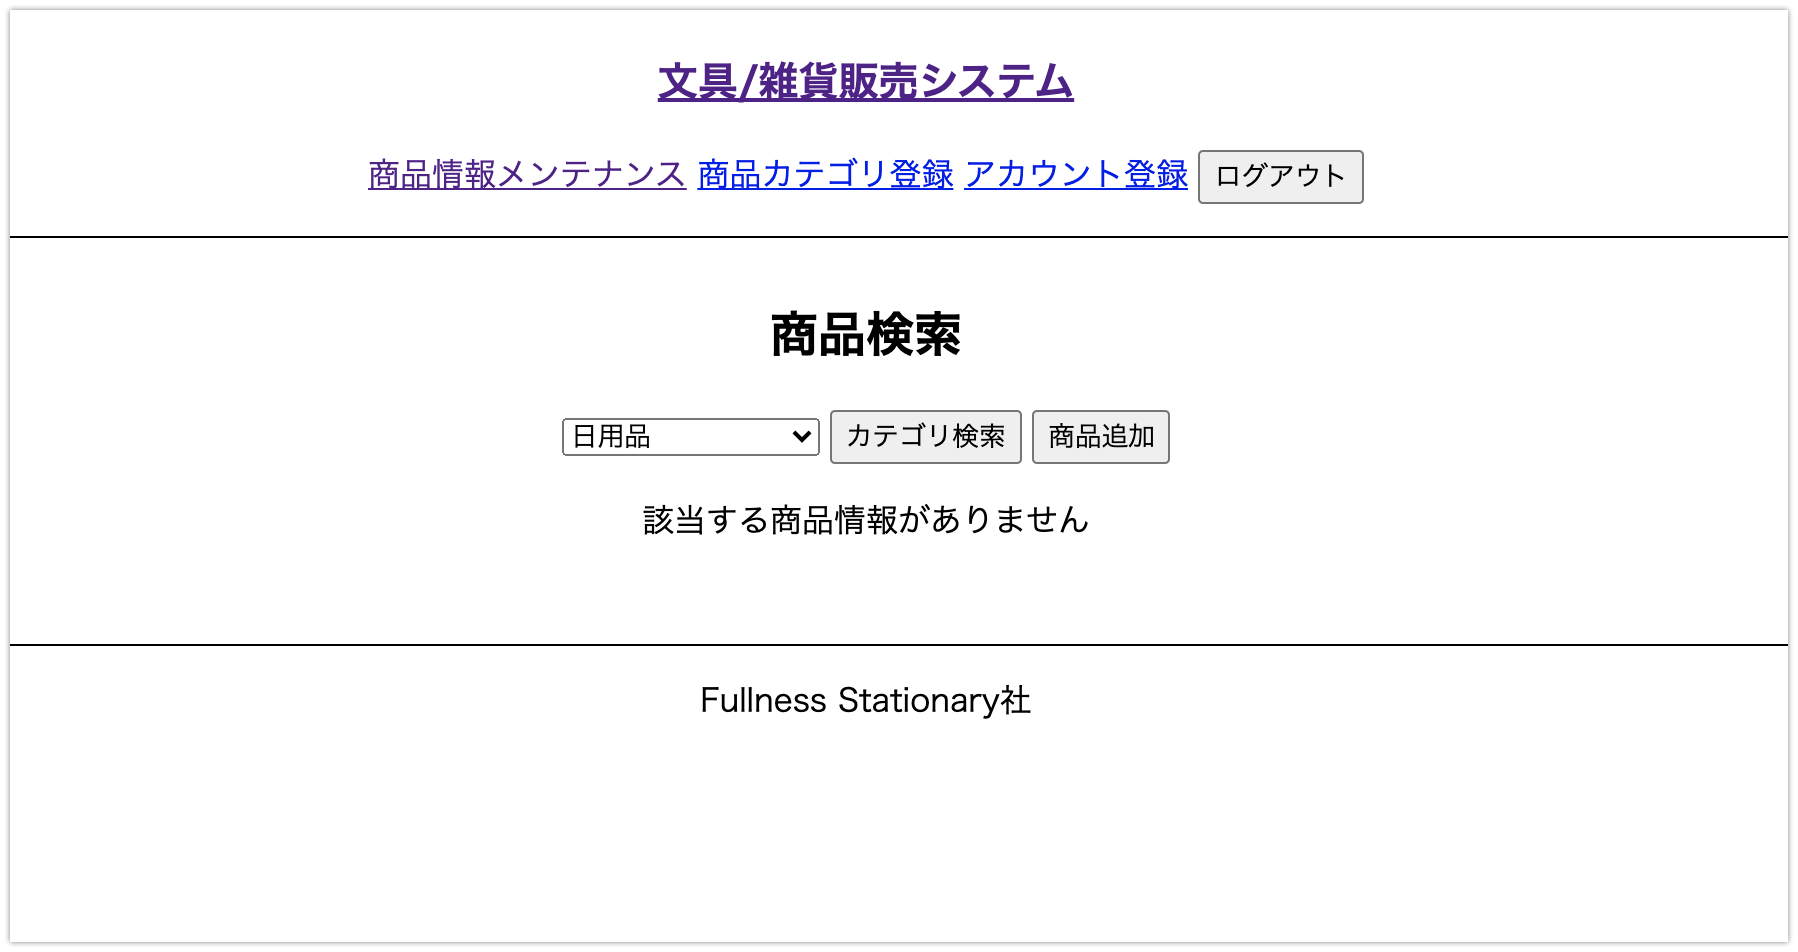 文具/雑貨販売システム
商品情報メンテナンス 商品カテゴリ登録 アカウント登録 ログアウト
商品検索
日用品 カテゴリ検索 商品追加
該当する商品情報がありません
Fullness Stationary社